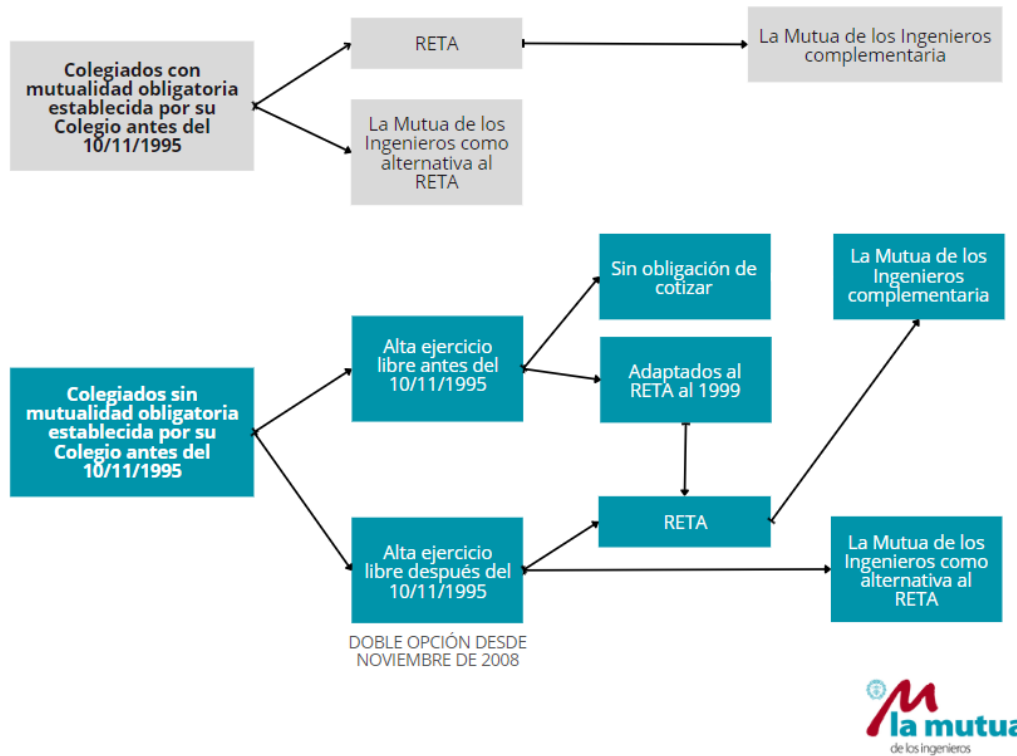 Colegiados con
mutualidad obligatoria
establecida por su
Colegio antes del
10/11/1995
RETA
La Mutua de los Ingenieros
complementaria
La Mutua de los
Ingenieros como
alternativa al
RETA
Colegiados sin
mutualidad obligatoria
establecida por su
Colegio antes del
10/11/1995
Alta ejercicio
libre antes del
10/11/1995
Sin obligación de
cotizar
Adaptados al
RETA al 1999
La Mutua de los
Ingenieros
complementaria
Alta ejercicio
libre después del
10/11/1995
RETA
La Mutua de los
Ingenieros como
alternativa al
RETA
DOBLE OPCIÓN DESDE
NOVIEMBRE DE 2008
la mutua
de los ingenieros